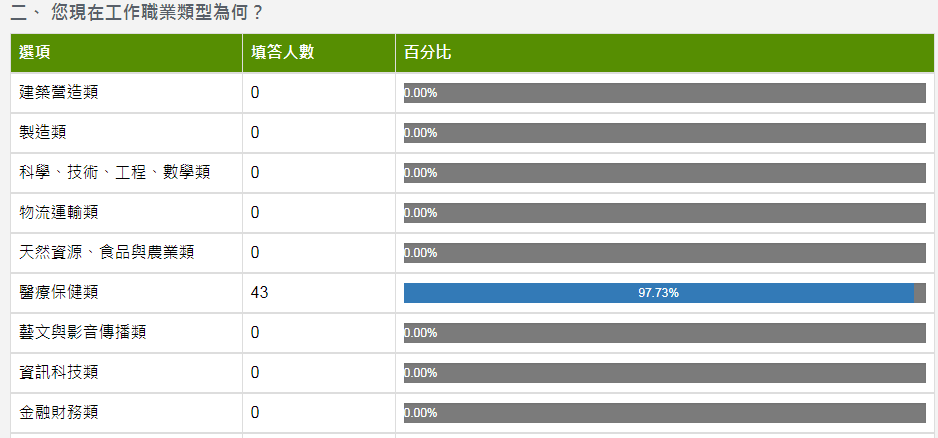 二、 您現在工作職業類型為何？
選項 填答人數 百分比
建築營造類 0 0.00%
製造類 0 0.00%
科學、技術、工程、數學類 0 0.00%
物流運輸類 0 0.00%
天然資源、食品與農業類 0 0.00%
醫療保健類 43 97.73%
藝文與影音傳播類 0 0.00%
資訊科技類 0 0.00%
金融財務類 0 0.00%